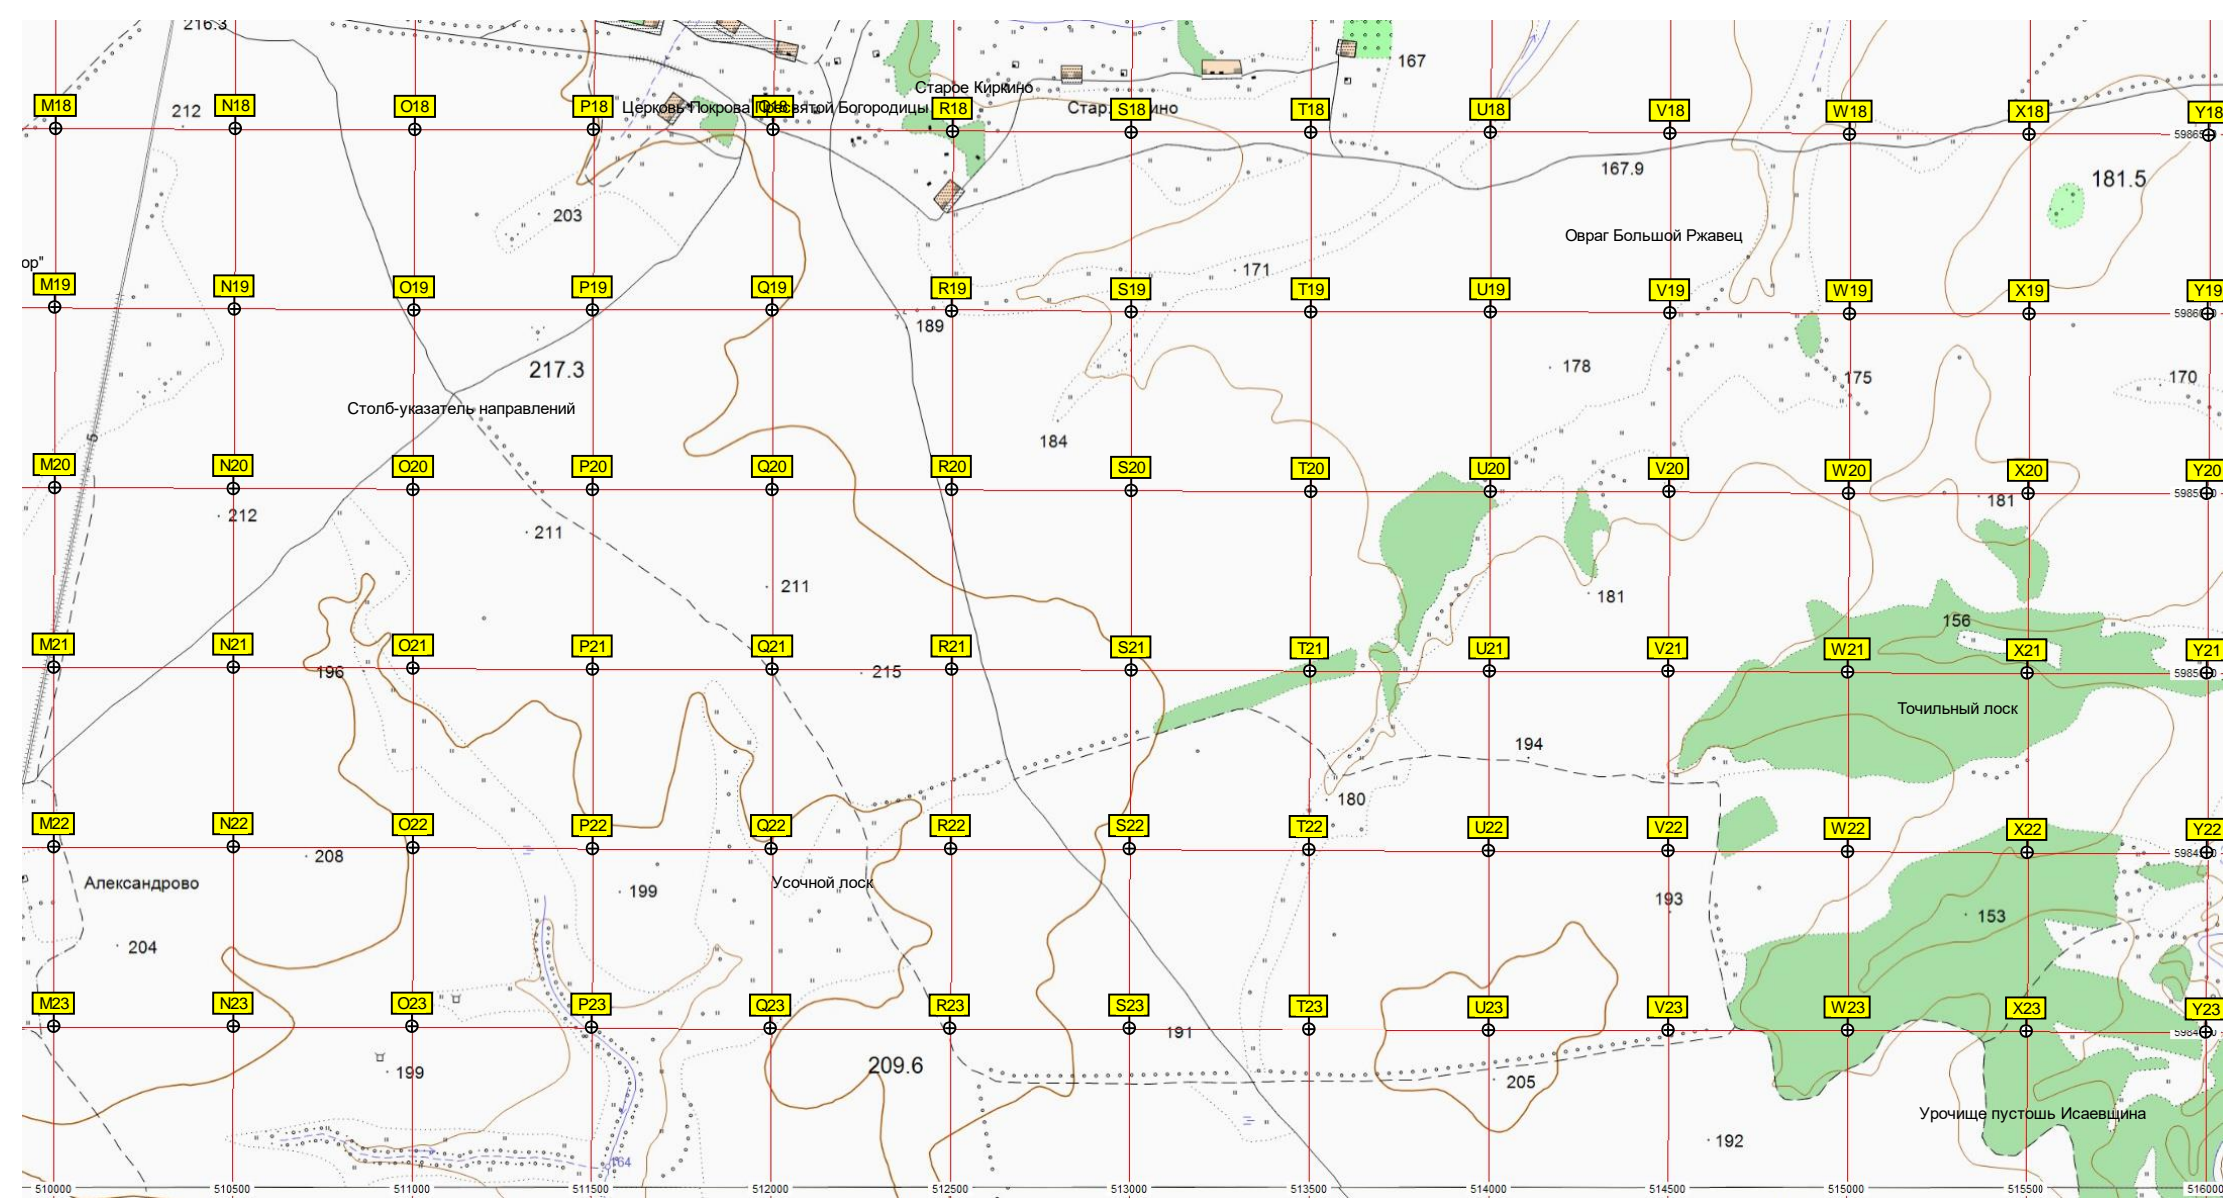 216.3
167
Старое Киркино
M18 212 N18 O18 P18 Церковь Покрова Пресвятой Богородицы Q18 R18 S18 T18 U18 V18 W18 X18 Y18
167.9
181.5
203
Овраг Большой Ржавец
ор"
171
M19 N19 O19 P19 Q19 R19 S19 T19 U19 V19 W19 X19 Y19
189
217.3 178 175 170
Столб-указатель направлений
5
184
M20 N20 O20 P20 Q20 R20 S20 T20 U20 V20 W20 X20 Y20
181
212
211
211
181
156
M21 N21 O21 P21 Q21 R21 S21 T21 U21 V21 W21 X21 Y21
196 215
Точильный лоск
194
180
M22 N22 O22 P22 Q22 R22 S22 T22 U22 V22 W22 X22 Y22
208
Александрово 199 Усочной лоск
193
153
204
M23 N23 O23 P23 Q23 R23 S23 T23 U23 V23 W23 X23 Y23
191
199 209.6 205
Урочище пустошь Исаевщина
192
164
510000 510500 511000 511500 512000 512500 513000 513500 514000 514500 515000 515500 516000